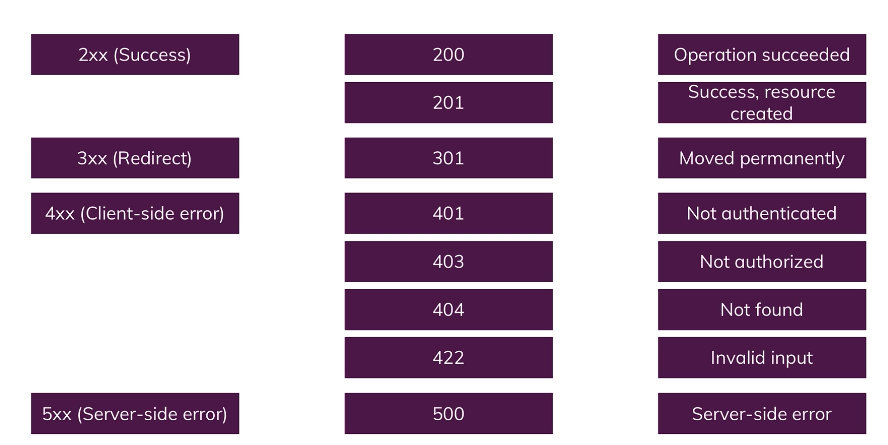 2xx (Success)
200
Operation succeeded
201
Success, resource
created
3xx (Redirect)
301
Moved permanently
4xx (Client-side error)
401
Not authenticated
403
Not authorized
404
Not found
422
Invalid input
5xx (Server-side error)
500
Server-side error